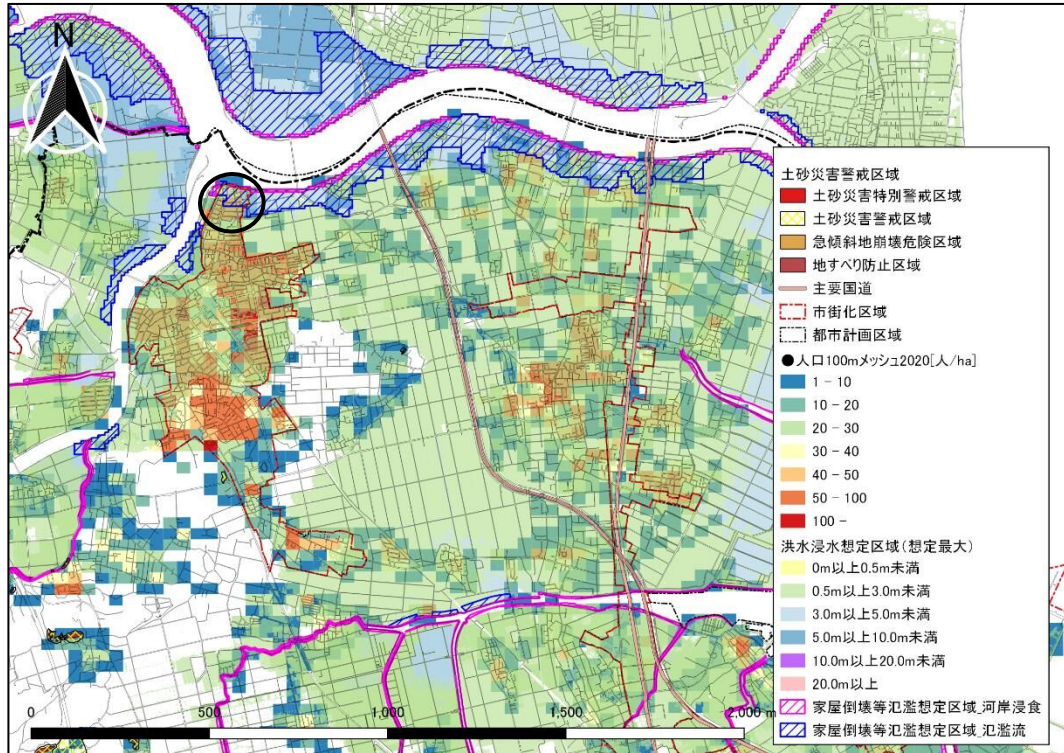 N
土砂災害警戒区域
土砂災害特別警戒区域
土砂災害警戒区域
急傾斜地崩壊危険区域
地すべり防止区域
主要国道
市街化区域
都市計画区域
●人口100mメッシュ2020[人/ha]
1 - 10
10 - 20
20 - 30
30 - 40
40 - 50
50 - 100
100 -
洪水浸水想定区域(想定最大)
0m以上0.5m未満
0.5m以上3.0m未満
3.0m以上5.0m未満
5.0m以上10.0m未満
10.0m以上20.0m未満
20.0m以上
家屋倒壊等氾濫想定区域_河岸浸食
家屋倒壊等氾濫想定区域_氾濫流
0 500 1,000 1,500 2,000 m